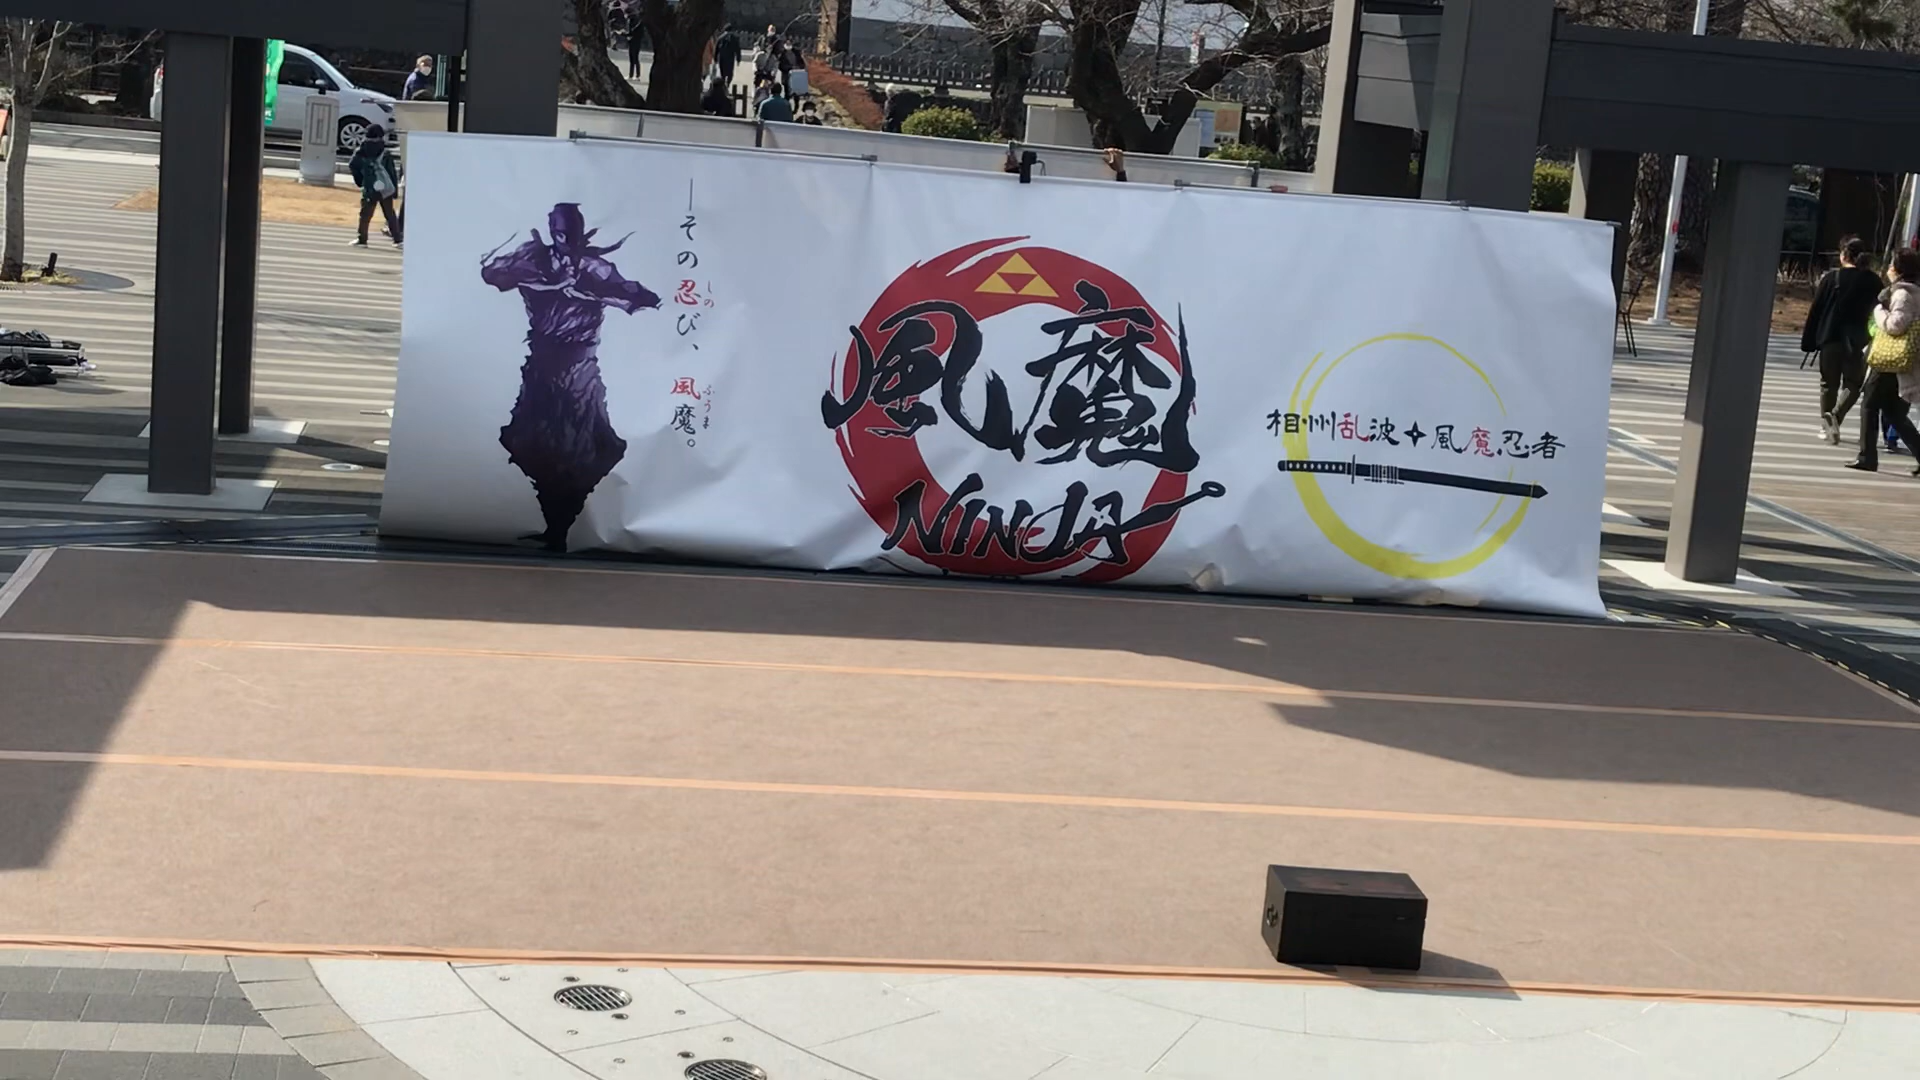 ―その忍び、
しの
風魔。
ふうま
風魔
NINJA
相州乱波✦風魔忍者